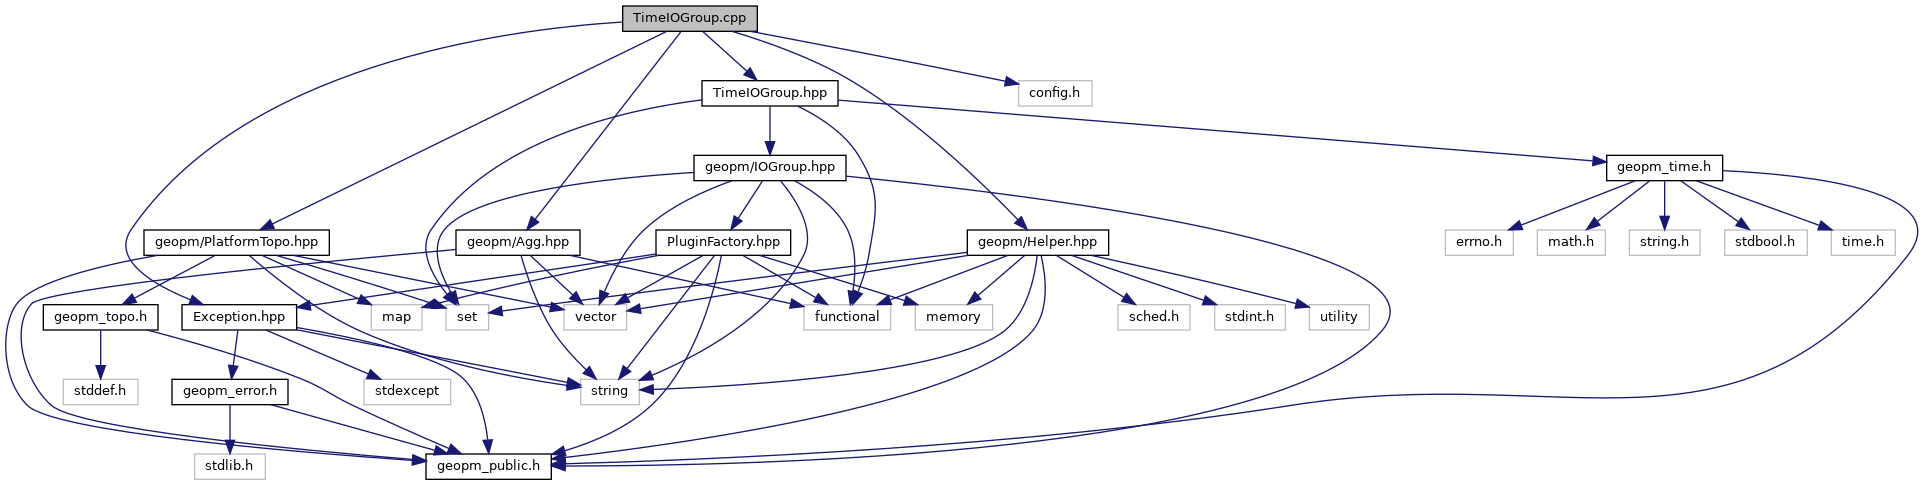 TimeIOGroup.cpp
TimeIOGroup.hpp
config.h
geopm/IOGroup.hpp
geopm_time.h
geopm/PlatformTopo.hpp
geopm/Agg.hpp
PluginFactory.hpp
geopm/Helper.hpp
errno.h
math.h
string.h
stdbool.h
time.h
geopm_topo.h
Exception.hpp
map
set
vector
functional
memory
sched.h
stdint.h
utility
stddef.h
geopm_error.h
stdexcept
string
stdlib.h
geopm_public.h